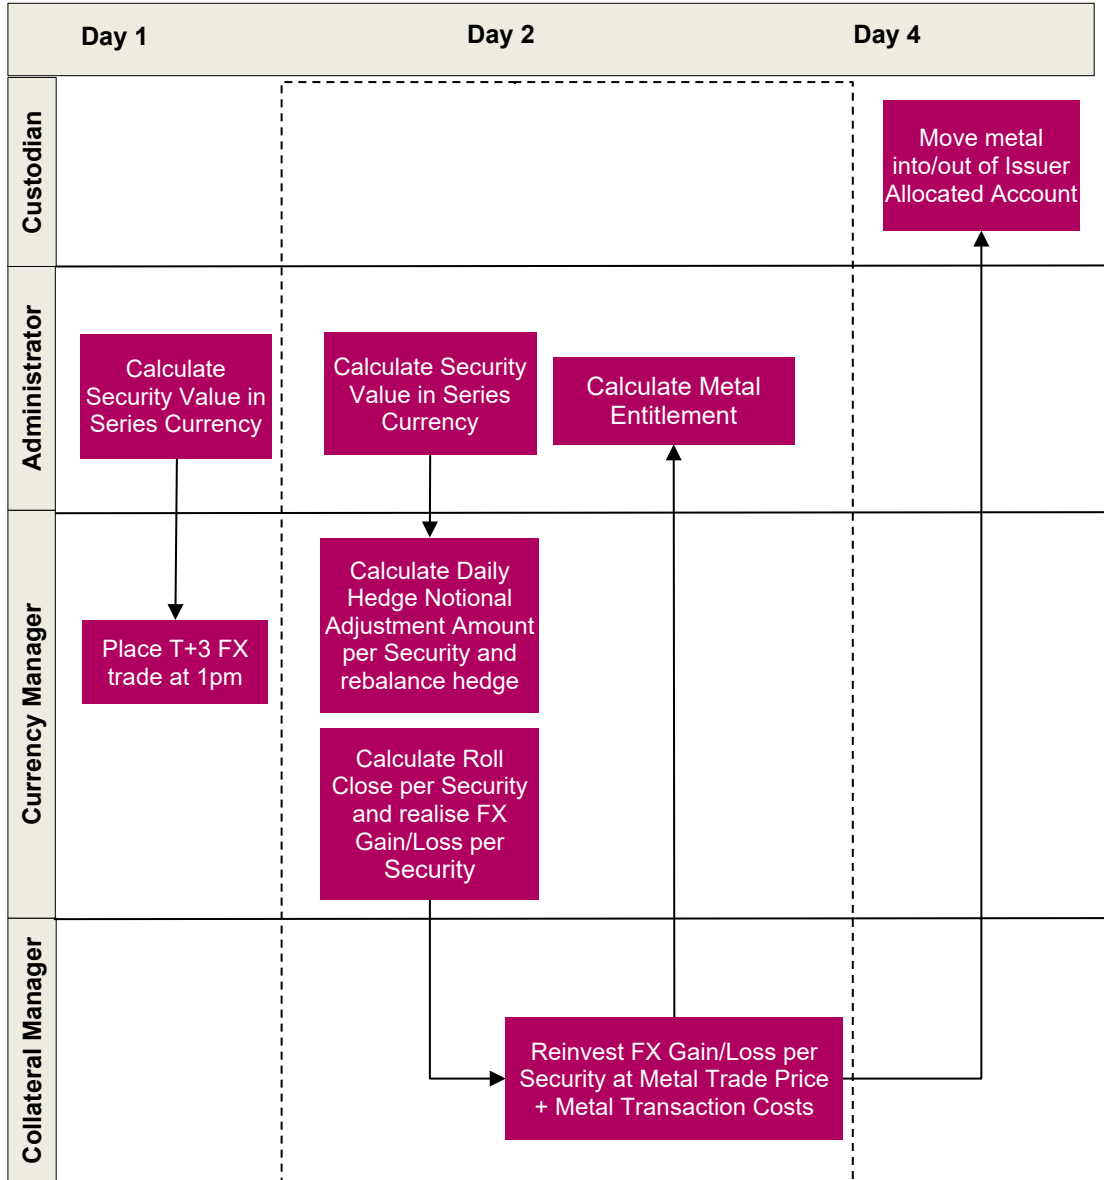 Day 1
Day 2
Day 4
Custodian
Move metal
into/out of Issuer
Allocated Account
Administrator
Calculate
Security Value in
Series Currency
Calculate Security
Value in Series
Currency
Calculate Metal
Entitlement
Currency Manager
Place T+3 FX
trade at 1pm
Calculate Daily
Hedge Notional
Adjustment Amount
per Security and
rebalance hedge
Calculate Roll
Close per Security
and realise FX
Gain/Loss per
Security
Collateral Manager
Reinvest FX Gain/Loss per
Security at Metal Trade Price
+ Metal Transaction Costs